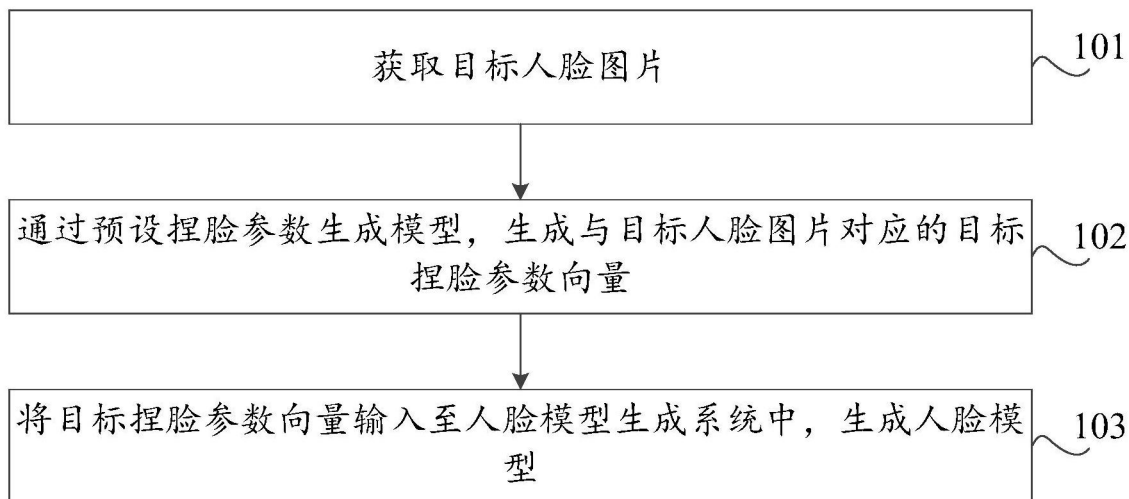 获取目标人脸图片
101
通过预设捏脸参数生成模型，生成与目标人脸图片对应的目标
捏脸参数向量
102
将目标捏脸参数向量输入至人脸模型生成系统中，生成人脸模
型
103